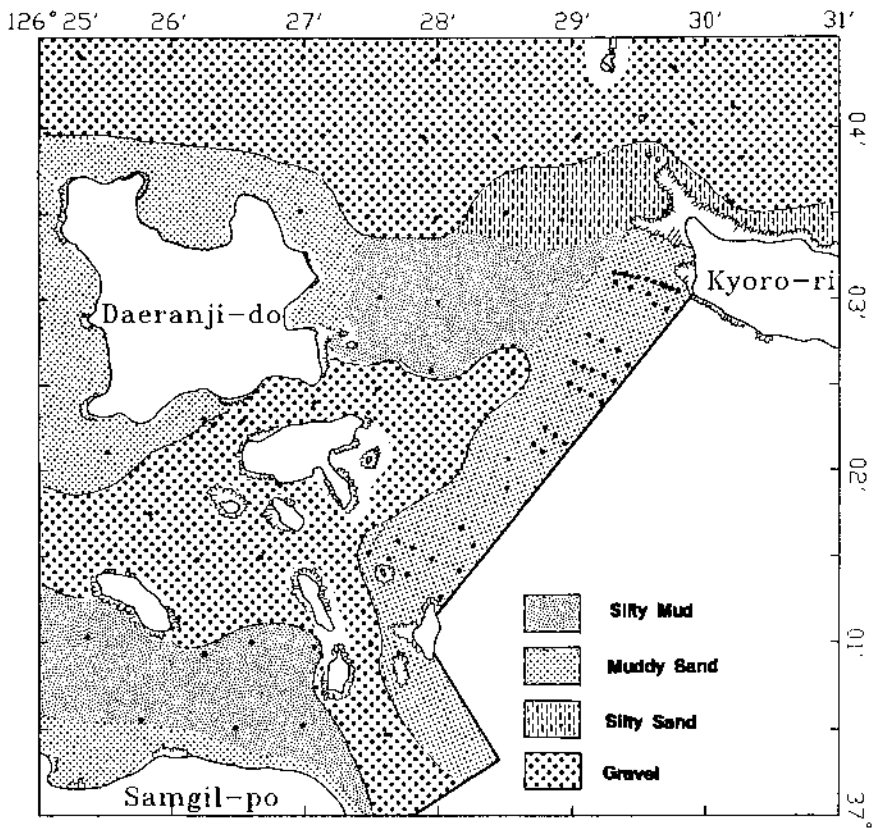 126° 25′ 26′ 27′ 28′ 29′ 30′ 31′
04′
Kyoro-ri
03′
Daeranji-do
02′
Silty Mud
01′
Muddy Sand
Silty Sand
Gravel
Samgil-po
37°